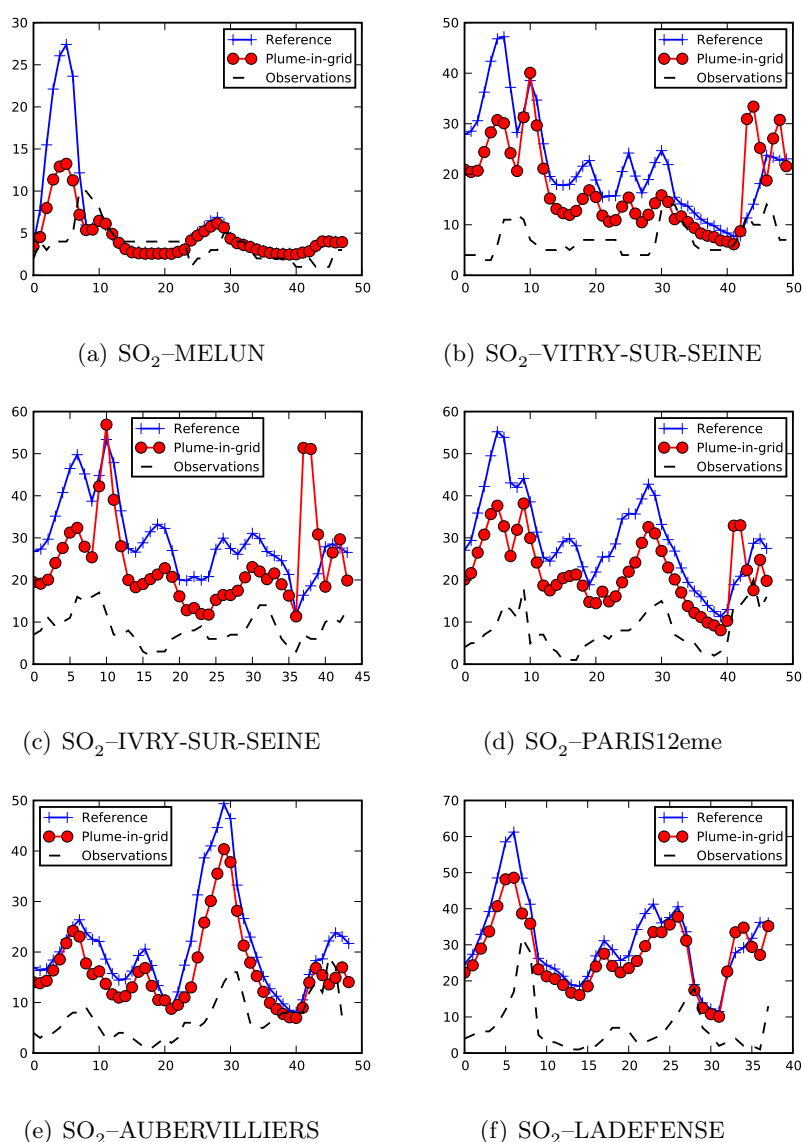 30
25
20
15
10
5
0
0 10 20 30 40 50
Reference
Plume-in-grid
Observations
(a) SO₂–MELUN
50
40
30
20
10
0
0 10 20 30 40 50
Reference
Plume-in-grid
Observations
(b) SO₂–VITRY-SUR-SEINE
60
50
40
30
20
10
0
0 5 10 15 20 25 30 35 40 45
Reference
Plume-in-grid
Observations
(c) SO₂–IVRY-SUR-SEINE
60
50
40
30
20
10
0
0 10 20 30 40 50
Reference
Plume-in-grid
Observations
(d) SO₂–PARIS12eme
50
40
30
20
10
0
0 10 20 30 40 50
Reference
Plume-in-grid
Observations
(e) SO₂–AUBERVILLIERS
70
60
50
40
30
20
10
0
0 5 10 15 20 25 30 35 40
Reference
Plume-in-grid
Observations
(f) SO₂–LADEFENSE